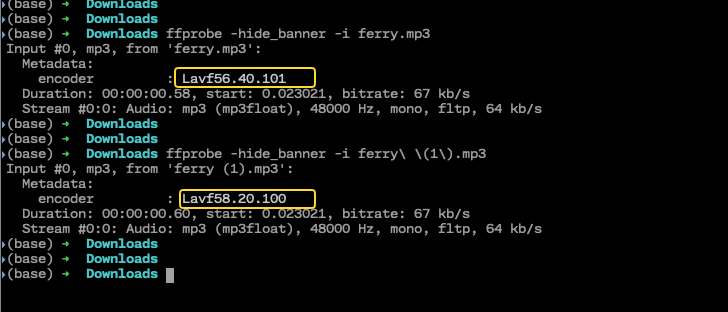 (base) → Downloads
(base) → Downloads
(base) → Downloads ffprobe -hide_banner -i ferry.mp3
Input #0, mp3, from 'ferry.mp3':
  Metadata:
    encoder         : Lavf56.40.101
  Duration: 00:00:00.58, start: 0.023021, bitrate: 67 kb/s
  Stream #0:0: Audio: mp3 (mp3float), 48000 Hz, mono, fltp, 64 kb/s
(base) → Downloads
(base) → Downloads
(base) → Downloads ffprobe -hide_banner -i ferry\ \(1\).mp3
Input #0, mp3, from 'ferry (1).mp3':
  Metadata:
    encoder         : Lavf58.20.100
  Duration: 00:00:00.60, start: 0.023021, bitrate: 67 kb/s
  Stream #0:0: Audio: mp3 (mp3float), 48000 Hz, mono, fltp, 64 kb/s
(base) → Downloads
(base) → Downloads
(base) → Downloads